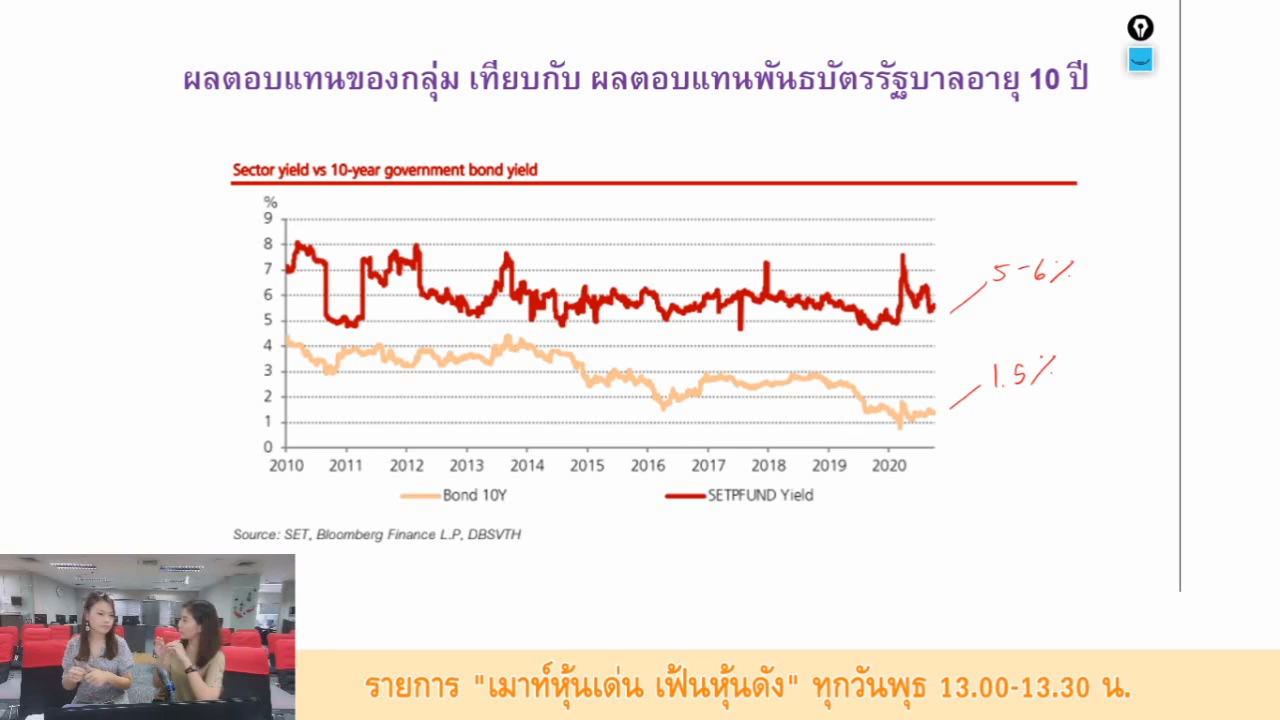 ผลตอบแทนของกลุ่ม เทียบกับ ผลตอบแทนพันธบัตรรัฐบาลอายุ 10 ปี
Sector yield vs 10-year government bond yield
%
9
8
7
6
5
4
3
2
1
0
2010 2011 2012 2013 2014 2015 2016 2017 2018 2019 2020
5-6%
1.5%
Bond 10Y SETPFUND Yield
Source: SET, Bloomberg Finance L.P, DBSVTH
รายการ "เมาท์หุ้นเด่น เฟ้นหุ้นดัง" ทุกวันพุธ 13.00-13.30 น.